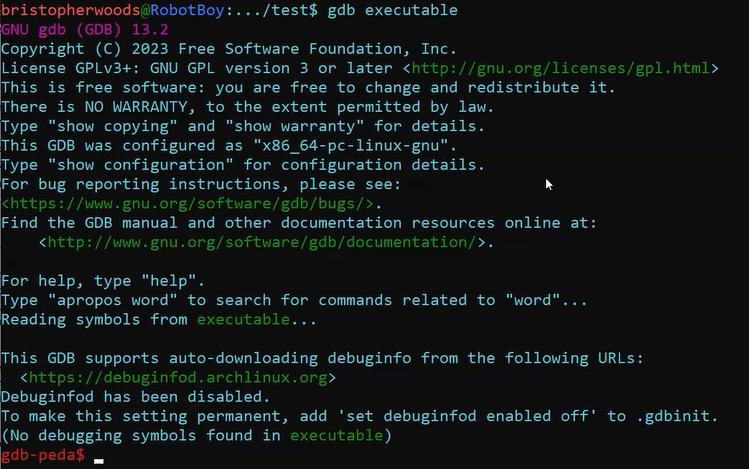 bristopherwoods@RobotBoy:.../test$ gdb executable
GNU gdb (GDB) 13.2
Copyright (C) 2023 Free Software Foundation, Inc.
License GPLv3+: GNU GPL version 3 or later <http://gnu.org/licenses/gpl.html>
This is free software: you are free to change and redistribute it.
There is NO WARRANTY, to the extent permitted by law.
Type "show copying" and "show warranty" for details.
This GDB was configured as "x86_64-pc-linux-gnu".
Type "show configuration" for configuration details.
For bug reporting instructions, please see:
<https://www.gnu.org/software/gdb/bugs/>.
Find the GDB manual and other documentation resources online at:
    <http://www.gnu.org/software/gdb/documentation/>.

For help, type "help".
Type "apropos word" to search for commands related to "word"...
Reading symbols from executable...

This GDB supports auto-downloading debuginfo from the following URLs:
  <https://debuginfod.archlinux.org>
Debuginfod has been disabled.
To make this setting permanent, add 'set debuginfod enabled off' to .gdbinit.
(No debugging symbols found in executable)
gdb-peda$